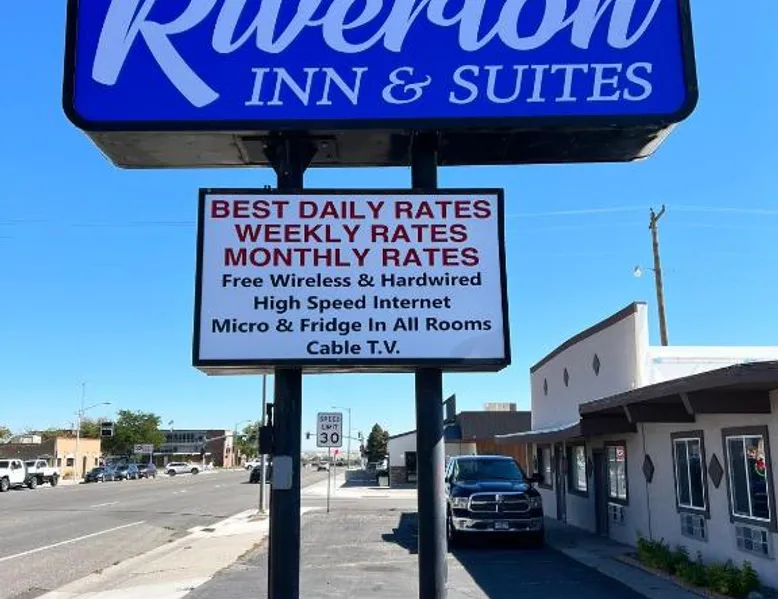 Riverton
INN & SUITES
BEST DAILY RATES
WEEKLY RATES
MONTHLY RATES
Free Wireless & Hardwired
High Speed Internet
Micro & Fridge In All Rooms
Cable T.V.
SPEED
LIMIT
30